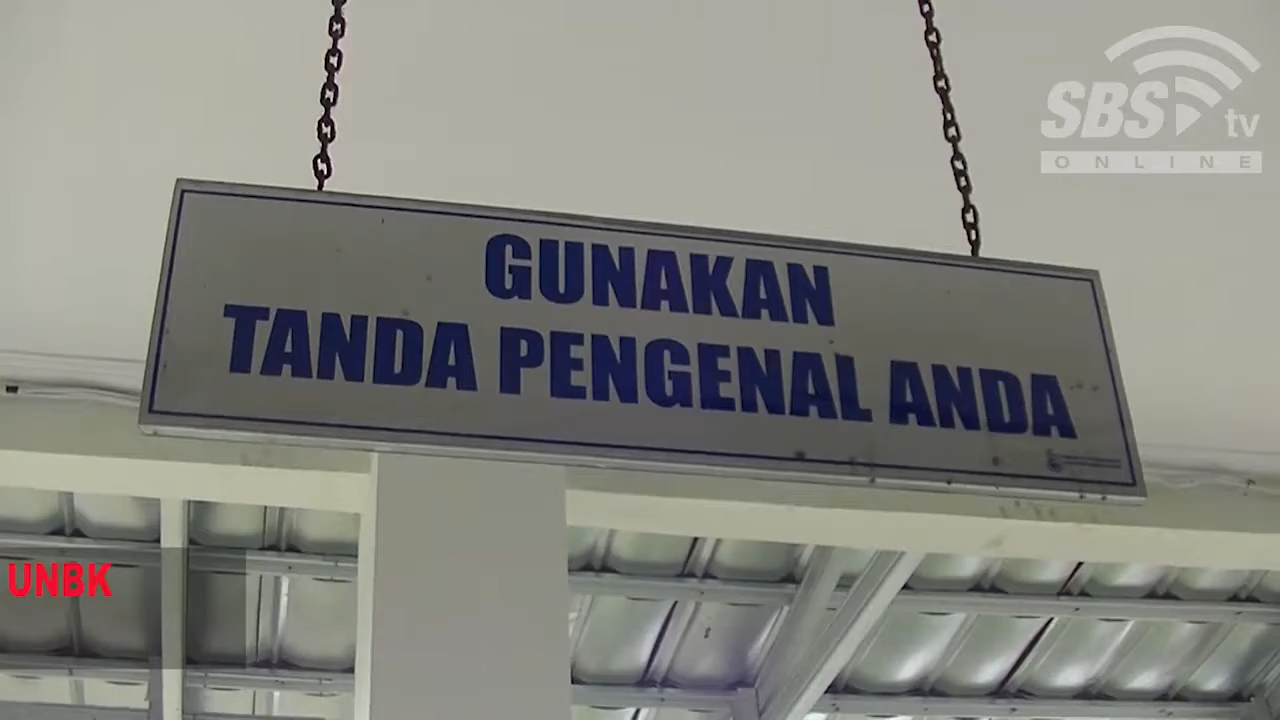 SBS tv
ONLINE
GUNAKAN
TANDA PENGENAL ANDA
UNBK